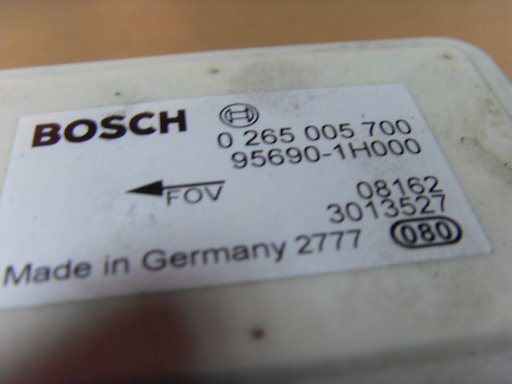 BOSCH
0 265 005 700
95690-1H000
FOV
08162
3013527
Made in Germany 2777
080